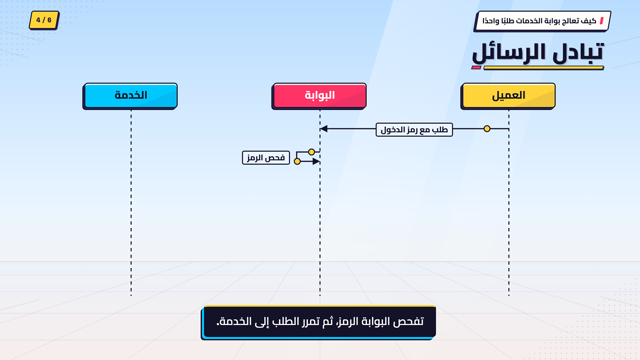 كيف تعالج بوابة الخدمات طلبًا واحدًا
4 / 6
تبادل الرسائل
العميل
البوابة
الخدمة
طلب مع رمز الدخول
فحص الرمز
تفحص البوابة الرمز، ثم تمرر الطلب إلى الخدمة.